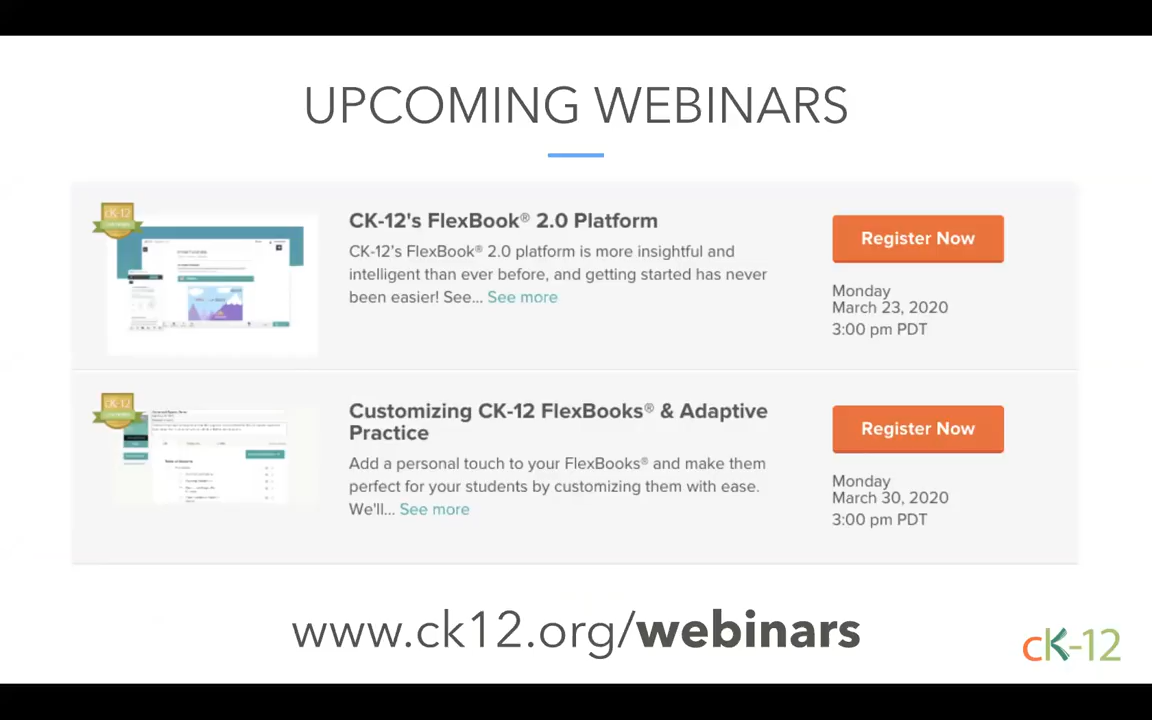 UPCOMING WEBINARS
CK-12
CK-12's FlexBook® 2.0 Platform
CK-12's FlexBook® 2.0 platform is more insightful and
intelligent than ever before, and getting started has never
been easier! See... See more
Register Now
Monday
March 23, 2020
3:00 pm PDT
CK-12
Customizing CK-12 FlexBooks® & Adaptive
Practice
Add a personal touch to your FlexBooks® and make them
perfect for your students by customizing them with ease.
We'll... See more
Register Now
Monday
March 30, 2020
3:00 pm PDT
www.ck12.org/webinars
cK-12